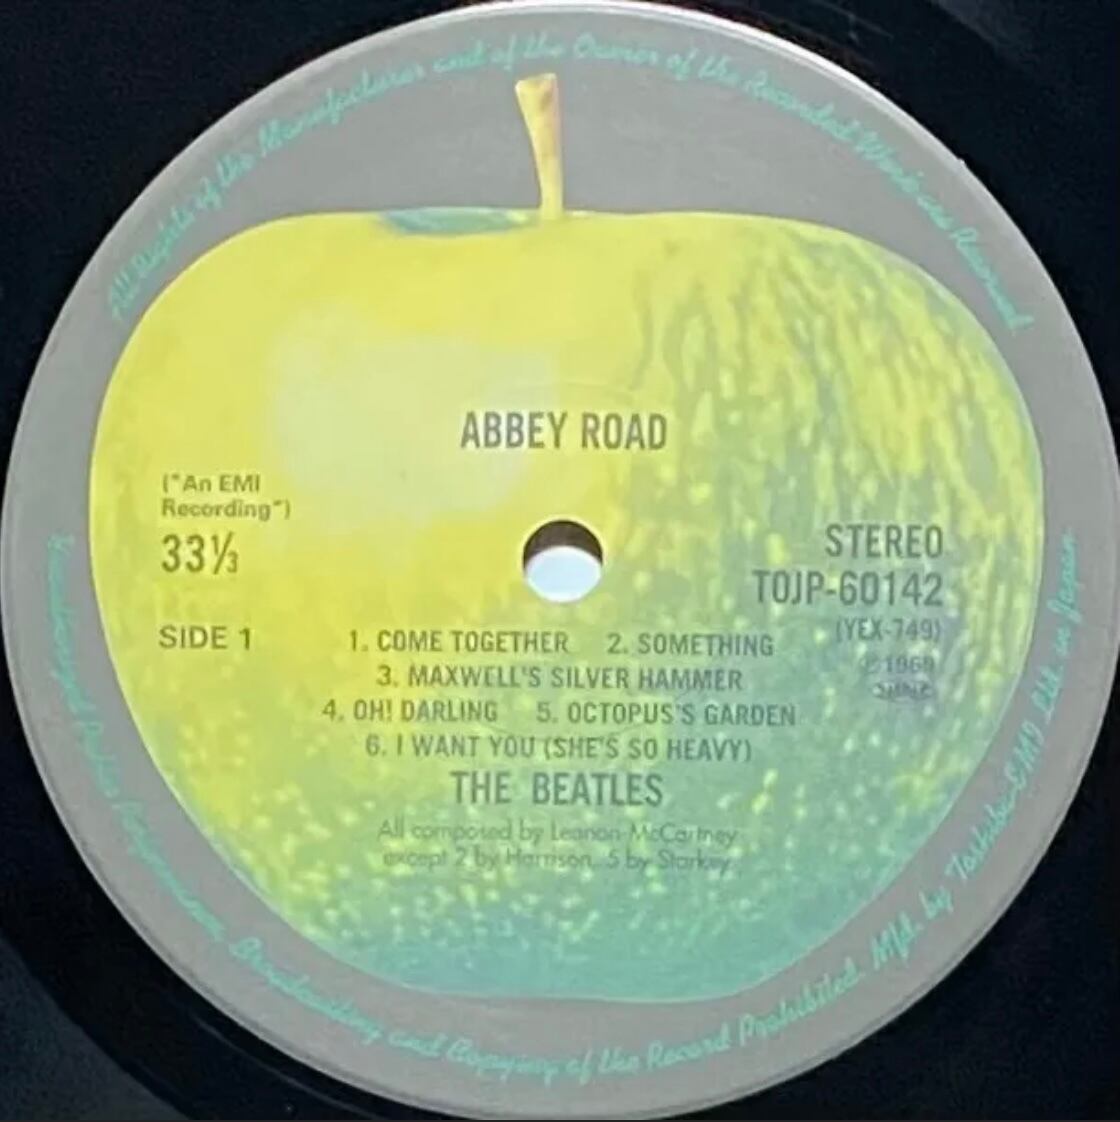 All Rights of the Manufacturer and of the Owner of the Recorded Work are Reserved
ABBEY ROAD
("An EMI
Recording")
33⅓
STEREO
TOJP-60142
(YEX-749)
SIDE 1
℗1969
1. COME TOGETHER 2. SOMETHING
3. MAXWELL'S SILVER HAMMER
4. OH! DARLING 5. OCTOPUS'S GARDEN
6. I WANT YOU (SHE'S SO HEAVY)
THE BEATLES
All composed by Leanon-McCartney
except 2 by Harrison, 5 by Starkey
Unauthorized Public Performance, Broadcasting and Copying of the Record Prohibited. Mfd. by Toshiba-EMI Ltd. in Japan